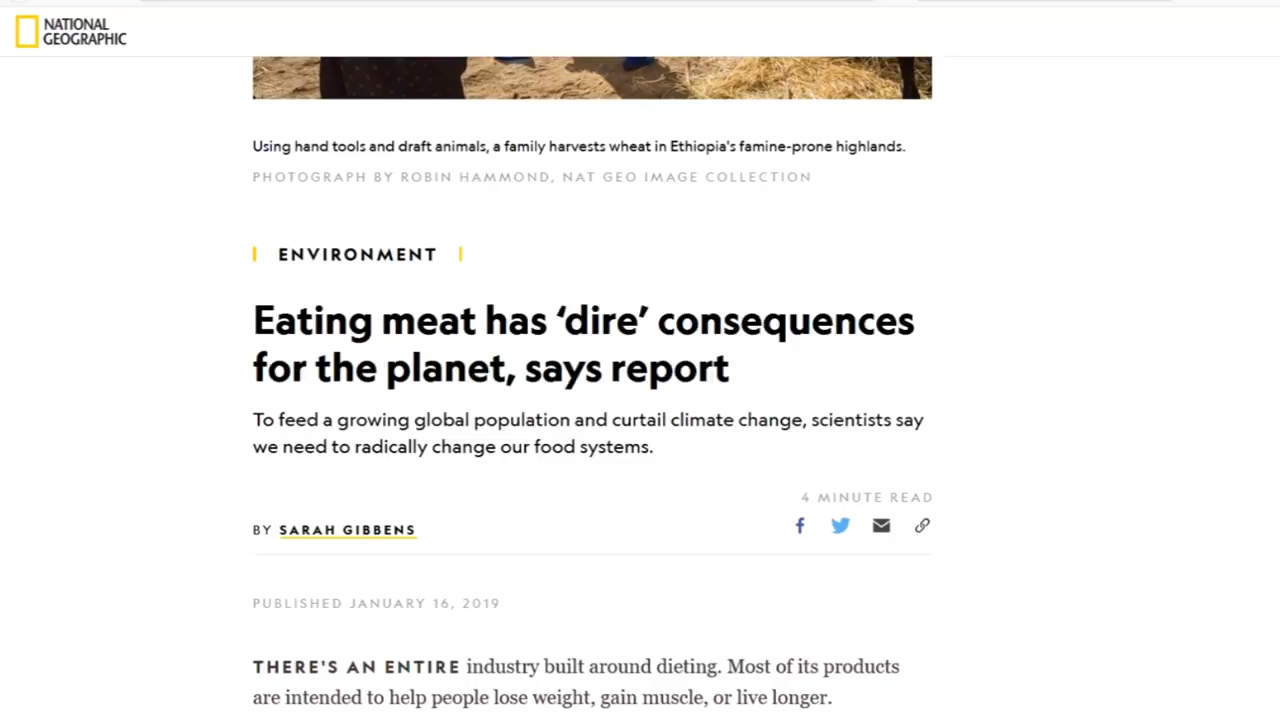 NATIONAL
GEOGRAPHIC
Using hand tools and draft animals, a family harvests wheat in Ethiopia's famine-prone highlands.
PHOTOGRAPH BY ROBIN HAMMOND, NAT GEO IMAGE COLLECTION
ENVIRONMENT
Eating meat has ‘dire’ consequences
for the planet, says report
To feed a growing global population and curtail climate change, scientists say
we need to radically change our food systems.
4 MINUTE READ
BY SARAH GIBBENS
PUBLISHED JANUARY 16, 2019
THERE'S AN ENTIRE industry built around dieting. Most of its products
are intended to help people lose weight, gain muscle, or live longer.